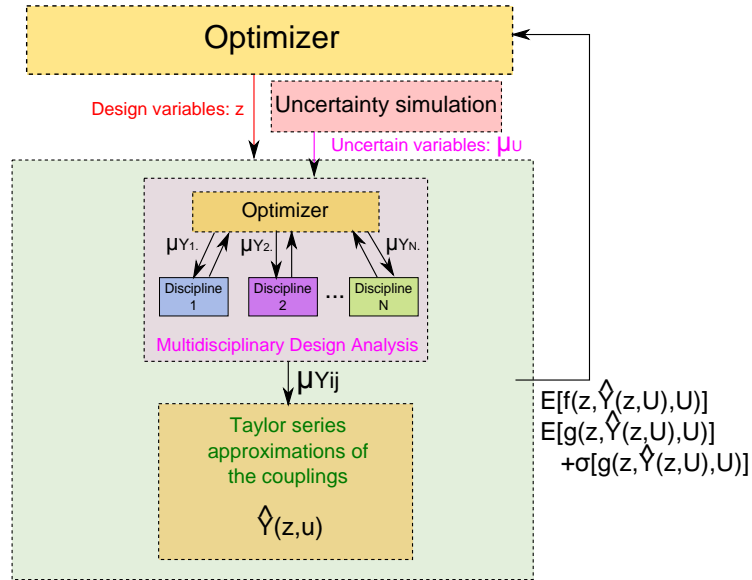 Optimizer
Design variables: z
Uncertainty simulation
Uncertain variables: μU
Optimizer
μY1.
μY2.
μYN.
Discipline
1
Discipline
2
...
Discipline
N
Multidisciplinary Design Analysis
μYij
Taylor series
approximations of
the couplings
Ŷ(z,u)
E[f(z,Ŷ(z,U),U)]
E[g(z,Ŷ(z,U),U)]
+σ[g(z,Ŷ(z,U),U)]